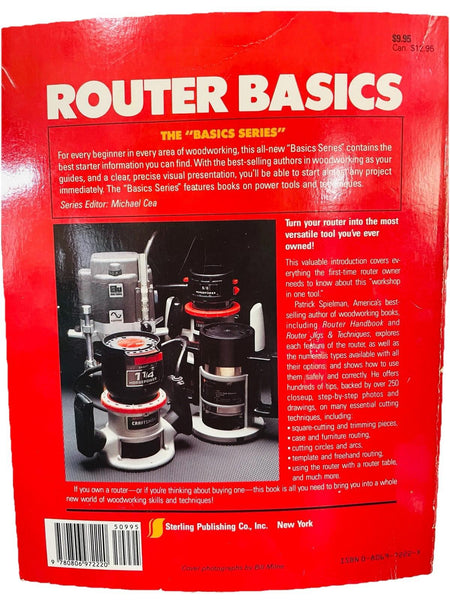 $9.95
Can. $12.95
ROUTER BASICS
THE "BASICS SERIES"
For every beginner in every area of woodworking, this all-new "Basics Series" contains the
best starter information you can find. With the best-selling authors in woodworking as your
guides, and a clear, precise visual presentation, you'll be able to start almost any project
immediately. The "Basics Series" features books on power tools and techniques.
Series Editor: Michael Cea
Turn your router into the most
versatile tool you've ever
owned!
This valuable introduction covers ev-
erything the first-time router owner
needs to know about this "workshop
in one tool."
Patrick Spielman, America's best-
selling author of woodworking books,
including Router Handbook and
Router Jigs & Techniques, explores
each feature of the router, as well as
the numerous types available with all
their options, and shows how to use
them safely and correctly. He offers
hundreds of tips, backed by over 250
closeup, step-by-step photos and
drawings, on many essential cutting
techniques, including:
• square-cutting and trimming pieces,
• case and furniture routing,
• cutting circles and arcs,
• template and freehand routing,
• using the router with a router table,
and much more.
1 1/4
HORSEPOWER
CRAFTSMAN
If you own a router—or if you're thinking about buying one—this book is all you need to bring you into a whole
new world of woodworking skills and techniques!
50995
9 780806 972220
Sterling Publishing Co., Inc. New York
Cover photographs by Bill Milne